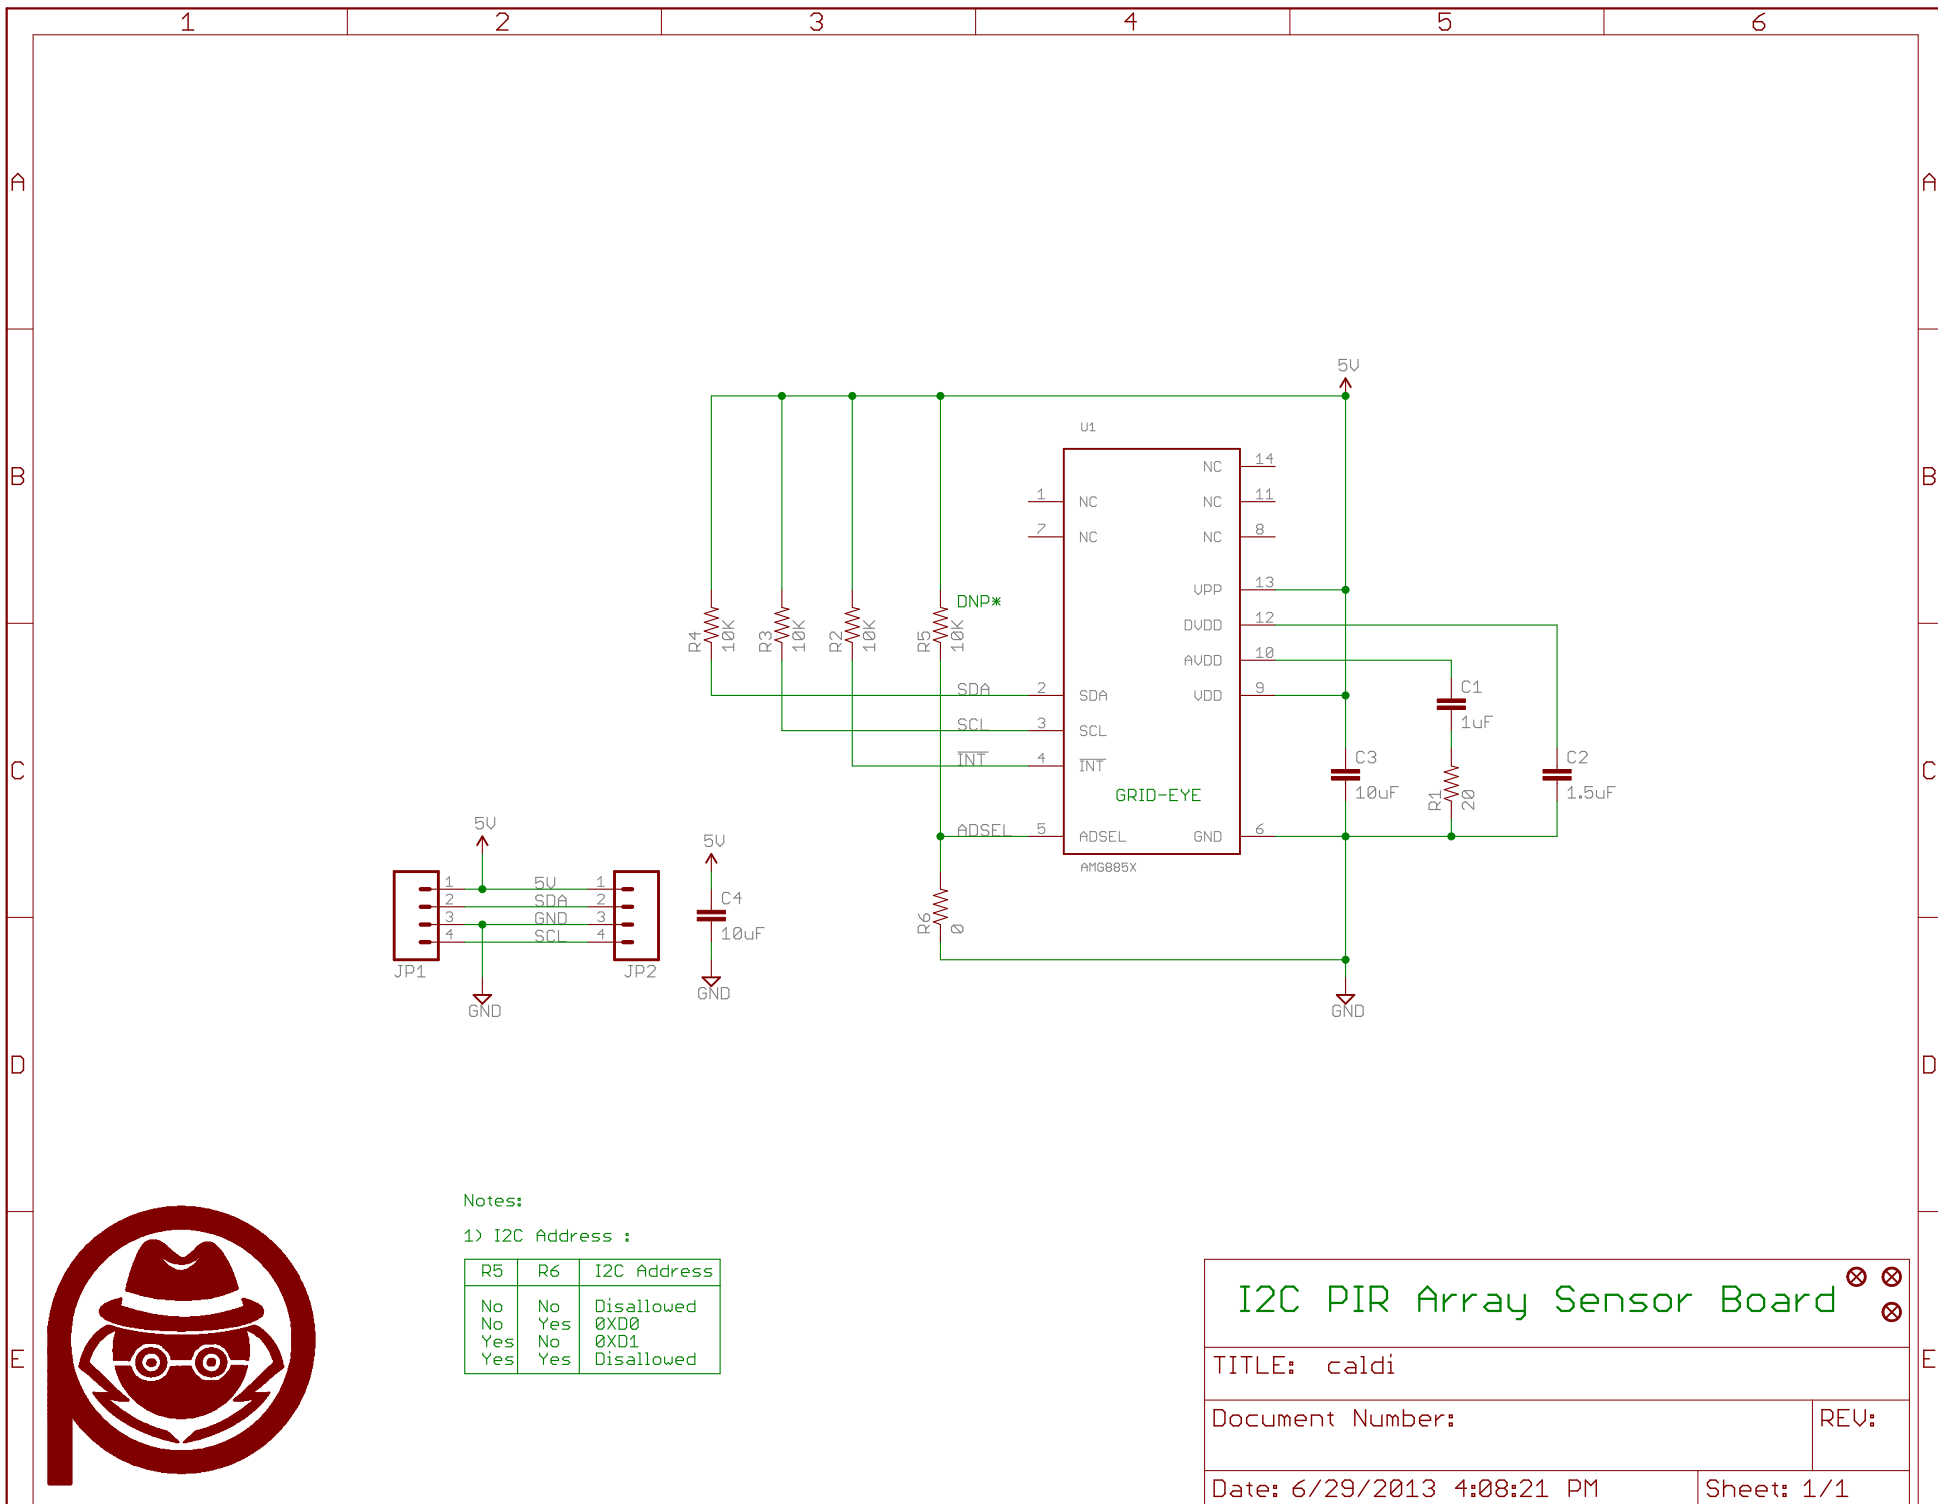 1 2 3 4 5 6
A A
B B
C C
D D
E E
5V
U1
NC 14
1 NC NC 11
7 NC NC 8
VPP 13
DNP*
DVDD 12
R4 10K R3 10K R2 10K R5 10K
AVDD 10
SDA 2 SDA VDD 9
C1
1uF
SCL 3 SCL
INT 4 INT
C3
10uF
C2
1.5uF
R1 20
GRID-EYE
ADSEL 5 ADSEL GND 6
AMG885X
R6 0
GND
5V
1 5V 1
2 SDA 2
3 GND 3
4 SCL 4
JP1 JP2
GND
5V
C4
10uF
GND
Notes:
1) I2C Address :
R5 R6 I2C Address
No No Disallowed
No Yes 0XD0
Yes No 0XD1
Yes Yes Disallowed
I2C PIR Array Sensor Board
TITLE: caldi
Document Number:
REV:
Date: 6/29/2013 4:08:21 PM
Sheet: 1/1